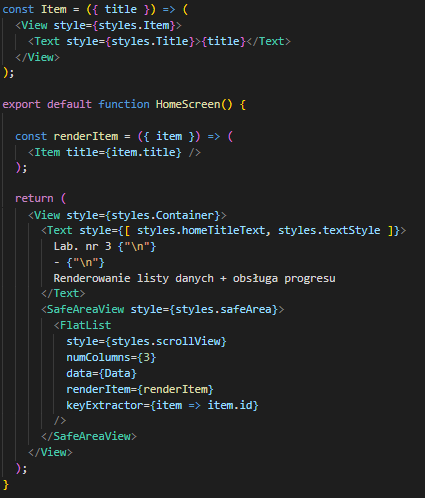 const Item = ({ title }) => (
  <View style={styles.Item}>
    <Text style={styles.Title}>{title}</Text>
  </View>
);

export default function HomeScreen() {

  const renderItem = ({ item }) => (
    <Item title={item.title} />
  );

  return (
    <View style={styles.Container}>
      <Text style={[ styles.homeTitleText, styles.textStyle ]}>
        Lab. nr 3 {"\n"}
        - {"\n"}
        Renderowanie listy danych + obsługa progresu
      </Text>
      <SafeAreaView style={styles.safeArea}>
        <FlatList
          style={styles.scrollView}
          numColumns={3}
          data={Data}
          renderItem={renderItem}
          keyExtractor={item => item.id}
        />
      </SafeAreaView>
    </View>
  );
}